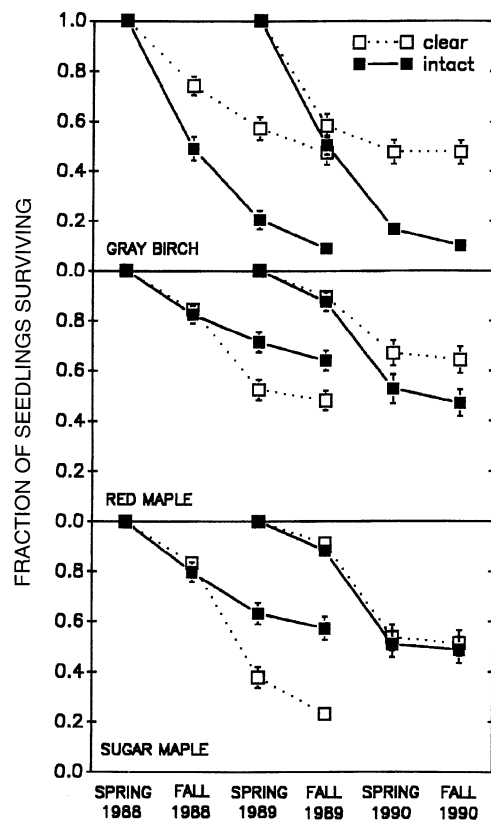 FRACTION OF SEEDLINGS SURVIVING
1.0
0.8
0.6
0.4
0.2
0.0
0.8
0.6
0.4
0.2
0.0
0.8
0.6
0.4
0.2
0.0
clear
intact
GRAY BIRCH
RED MAPLE
SUGAR MAPLE
SPRING FALL SPRING FALL SPRING FALL
1988 1988 1989 1989 1990 1990